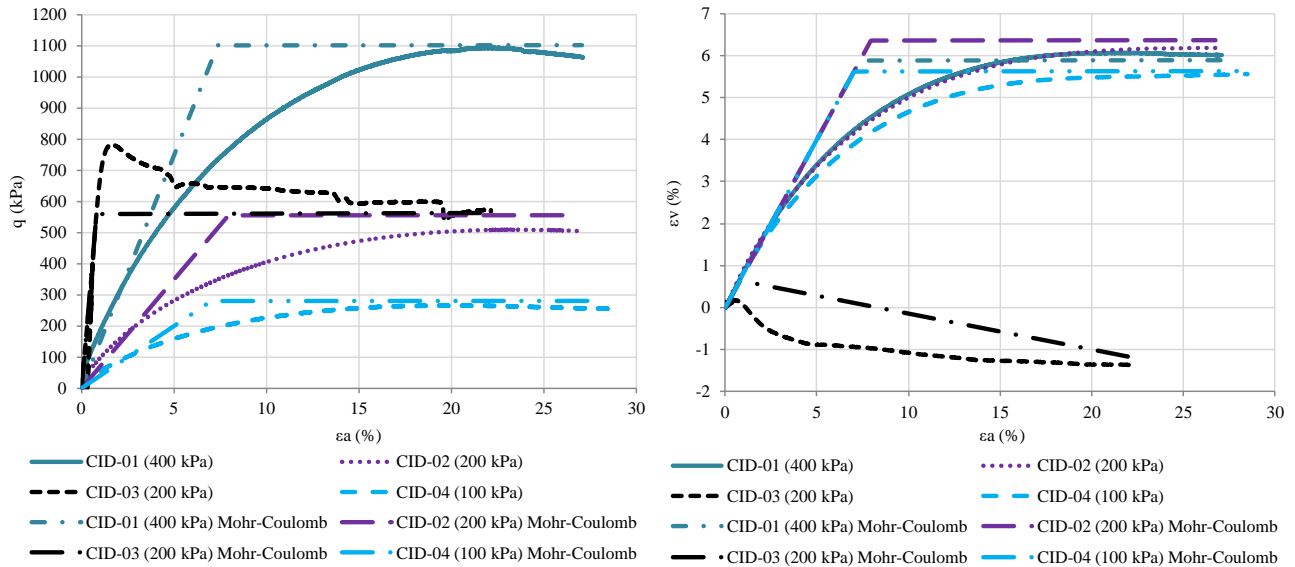 1200
1100
1000
900
800
700
600
500
400
300
200
100
0
q (kPa)
0 5 10 15 20 25 30
εa (%)
CID-01 (400 kPa) CID-02 (200 kPa)
CID-03 (200 kPa) CID-04 (100 kPa)
CID-01 (400 kPa) Mohr-Coulomb CID-02 (200 kPa) Mohr-Coulomb
CID-03 (200 kPa) Mohr-Coulomb CID-04 (100 kPa) Mohr-Coulomb
7
6
5
4
3
2
1
0
-1
-2
εv (%)
0 5 10 15 20 25 30
εa (%)
CID-01 (400 kPa) CID-02 (200 kPa)
CID-03 (200 kPa) CID-04 (100 kPa)
CID-01 (400 kPa) Mohr-Coulomb CID-02 (200 kPa) Mohr-Coulomb
CID-03 (200 kPa) Mohr-Coulomb CID-04 (100 kPa) Mohr-Coulomb